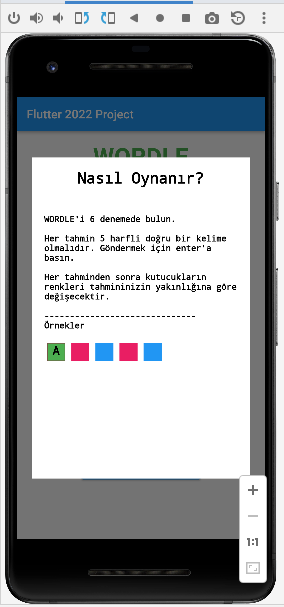 Flutter 2022 Project
WORDLE
Nasıl Oynanır?
WORDLE'i 6 denemede bulun.
Her tahmin 5 harfli doğru bir kelime
olmalıdır. Göndermek için enter'a
basın.
Her tahminden sonra kutucukların
renkleri tahmininizin yakınlığına göre
değişecektir.
------------------------------
Örnekler
A
1:1